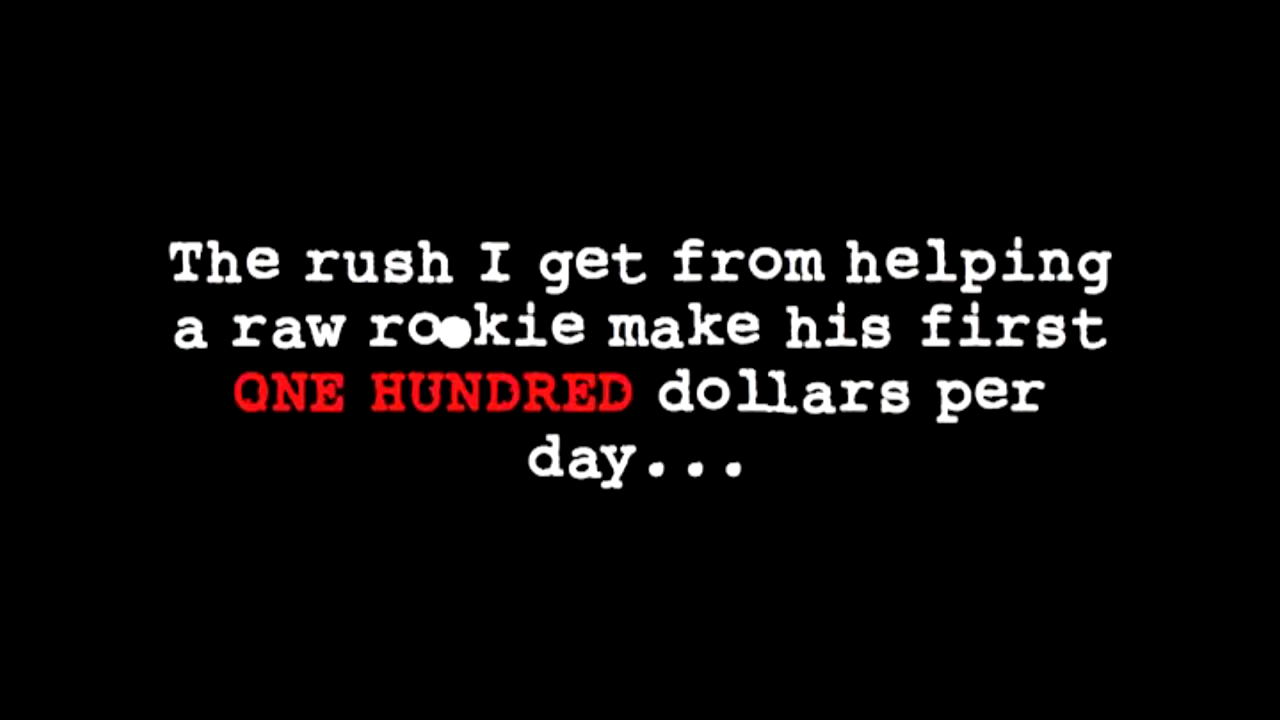 The rush I get from helping
a raw rookie make his first
ONE HUNDRED dollars per
day...